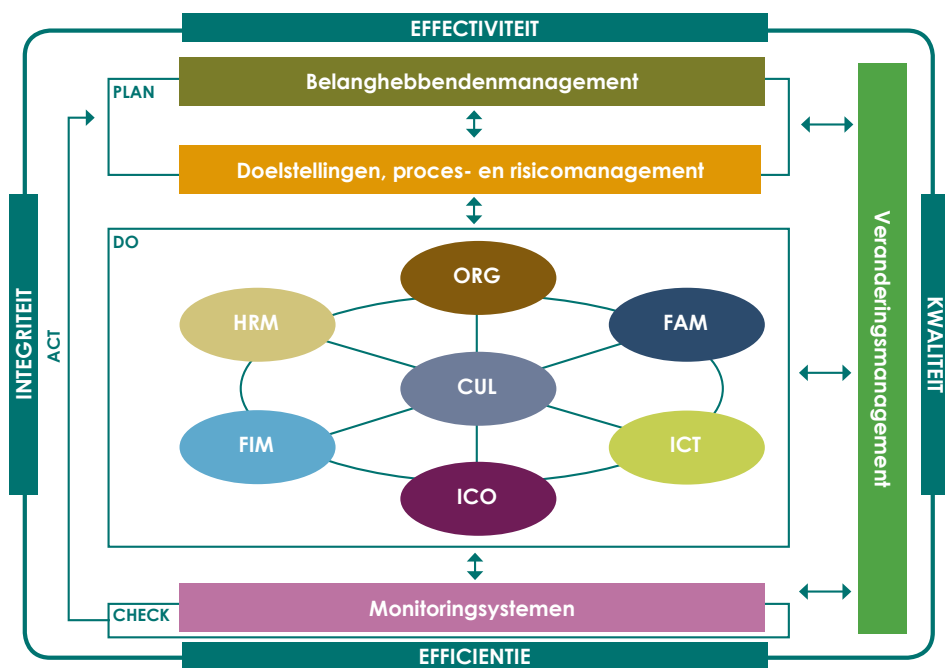 EFFECTIVITEIT
PLAN
Belanghebbendenmanagement
Doelstellingen, proces- en risicomanagement
DO
ORG
HRM
FAM
CUL
FIM
ICT
ICO
INTEGRITEIT
ACT
Veranderingsmanagement
KWALITEIT
CHECK
Monitoringsystemen
EFFICIENTIE